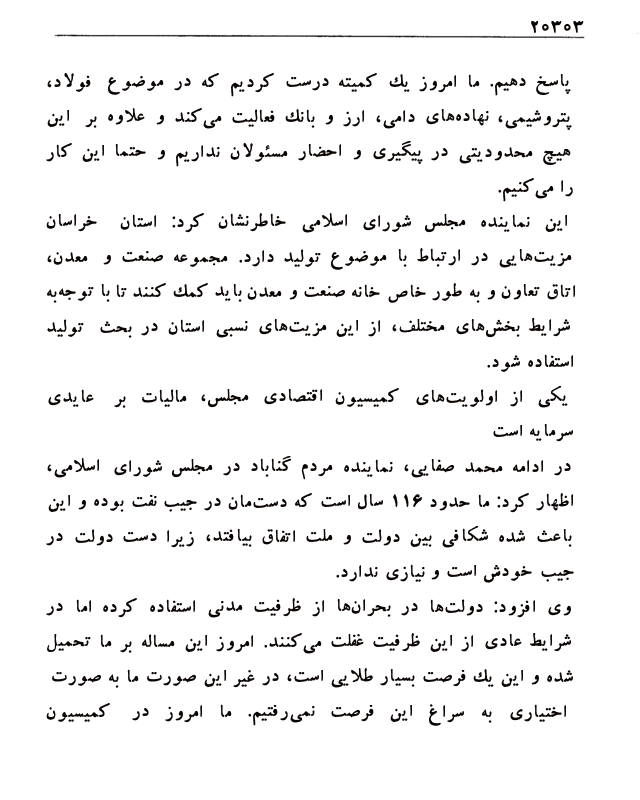 ۲۰۳۰۳
پاسخ دهیم. ما امروز یك کمیته درست کردیم که در موضوع فولاد،
پتروشیمی، نهاده‌های دامی، ارز و بانك فعالیت می‌کند و علاوه بر این
هیچ محدودیتی در پیگیری و احضار مسئولان نداریم و حتما این کار
را می‌کنیم.
این نماینده مجلس شورای اسلامی خاطرنشان کرد: استان خراسان
مزیت‌هایی در ارتباط با موضوع تولید دارد. مجموعه صنعت و معدن،
اتاق تعاون و به طور خاص خانه صنعت و معدن باید کمك کنند تا با توجه‌به
شرایط بخش‌های مختلف، از این مزیت‌های نسبی استان در بحث تولید
استفاده شود.
یکی از اولویت‌های کمیسیون اقتصادی مجلس، مالیات بر عایدی
سرمایه است
در ادامه محمد صفایی، نماینده مردم گناباد در مجلس شورای اسلامی،
اظهار کرد: ما حدود ۱۱۶ سال است که دست‌مان در جیب نفت بوده و این
باعث شده شکافی بین دولت و ملت اتفاق بیافتد، زیرا دست دولت در
جیب خودش است و نیازی ندارد.
وی افزود: دولت‌ها در بحران‌ها از ظرفیت مدنی استفاده کرده اما در
شرایط عادی از این ظرفیت غفلت می‌کنند. امروز این مساله بر ما تحمیل
شده و این یك فرصت بسیار طلایی است، در غیر این صورت ما به صورت
اختیاری به سراغ این فرصت نمی‌رفتیم. ما امروز در کمیسیون